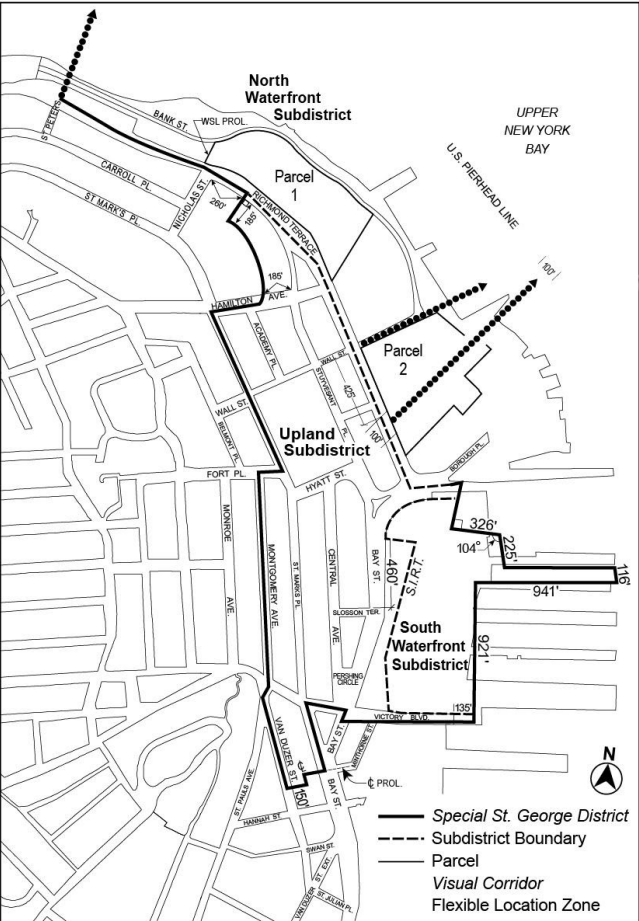 North
Waterfront
Subdistrict
UPPER
NEW YORK
BAY
U.S. PIERHEAD LINE
ST PETERS
BANK ST.
WSL PROL.
CARROLL PL.
ST MARK'S PL.
NICHOLAS ST.
Parcel
1
RICHMOND TERRACE
260'
185'
185'
HAMILTON AVE.
100'
ACADEMY PL.
WALL ST.
Parcel
2
STUYVESANT PL.
425'
100'
WALL ST.
BELMONT PL.
Upland
Subdistrict
BOROUGH PL.
FORT PL.
HYATT ST.
MONROE AVE.
MONTGOMERY AVE.
ST. MARKS PL.
CENTRAL AVE.
BAY ST.
460'
S.I.R.T.
326'
104°
225'
116'
941'
921'
SLOSSON TER.
South
Waterfront
Subdistrict
PERSHING
CIRCLE
135'
VICTORY BLVD.
BAY ST.
MINTHORNE ST.
VAN DUZER ST.
150'
BAY ST.
℄ PROL.
ST. PAULS AVE.
HANNAH ST.
SWAN ST.
VAN DUZER ST. EXT.
ST. JULIAN PL.
N
Special St. George District
Subdistrict Boundary
Parcel
Visual Corridor
Flexible Location Zone